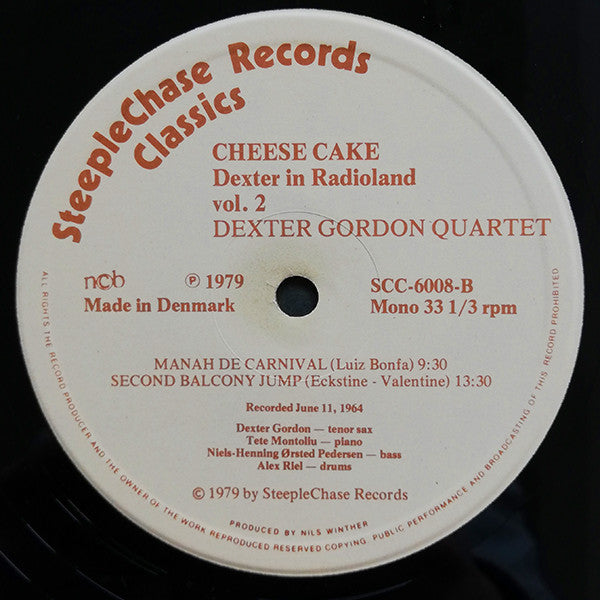 SteepleChase Records
Classics
CHEESE CAKE
Dexter in Radioland
vol. 2
DEXTER GORDON QUARTET
ncb
℗ 1979
SCC-6008-B
Made in Denmark
Mono 33 1/3 rpm
MANAH DE CARNIVAL (Luiz Bonfa) 9:30
SECOND BALCONY JUMP (Eckstine - Valentine) 13:30
Recorded June 11, 1964
Dexter Gordon — tenor sax
Tete Montollu — piano
Niels-Henning Ørsted Pedersen — bass
Alex Riel — drums
© 1979 by SteepleChase Records
PRODUCED BY NILS WINTHER
ALL RIGHTS THE RECORD PRODUCER AND THE OWNER OF THE WORK REPRODUCED RESERVED COPYING, PUBLIC PERFORMANCE AND BROADCASTING OF THIS RECORD PROHIBITED